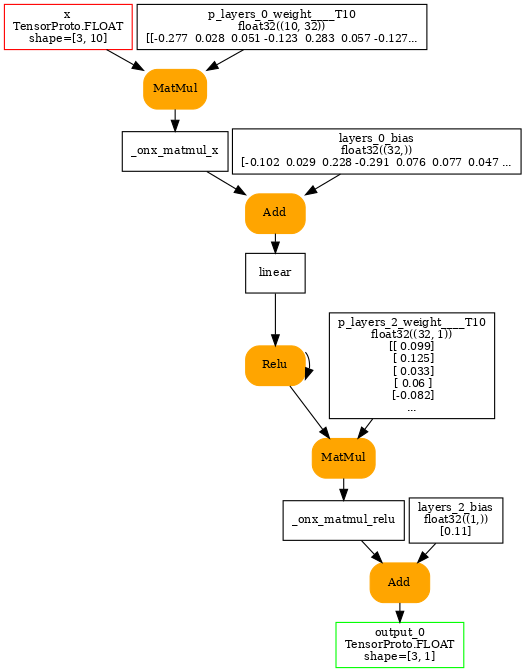 x
TensorProto.FLOAT
shape=[3, 10]
p_layers_0_weight____T10
float32((10, 32))
[[-0.277  0.028  0.051 -0.123  0.283  0.057 -0.127...
MatMul
_onx_matmul_x
layers_0_bias
float32((32,))
[-0.102  0.029  0.228 -0.291  0.076  0.077  0.047 ...
Add
linear
Relu
p_layers_2_weight____T10
float32((32, 1))
[[ 0.099]
[ 0.125]
[ 0.033]
[ 0.06 ]
[-0.082]
...
MatMul
_onx_matmul_relu
layers_2_bias
float32((1,))
[0.11]
Add
output_0
TensorProto.FLOAT
shape=[3, 1]